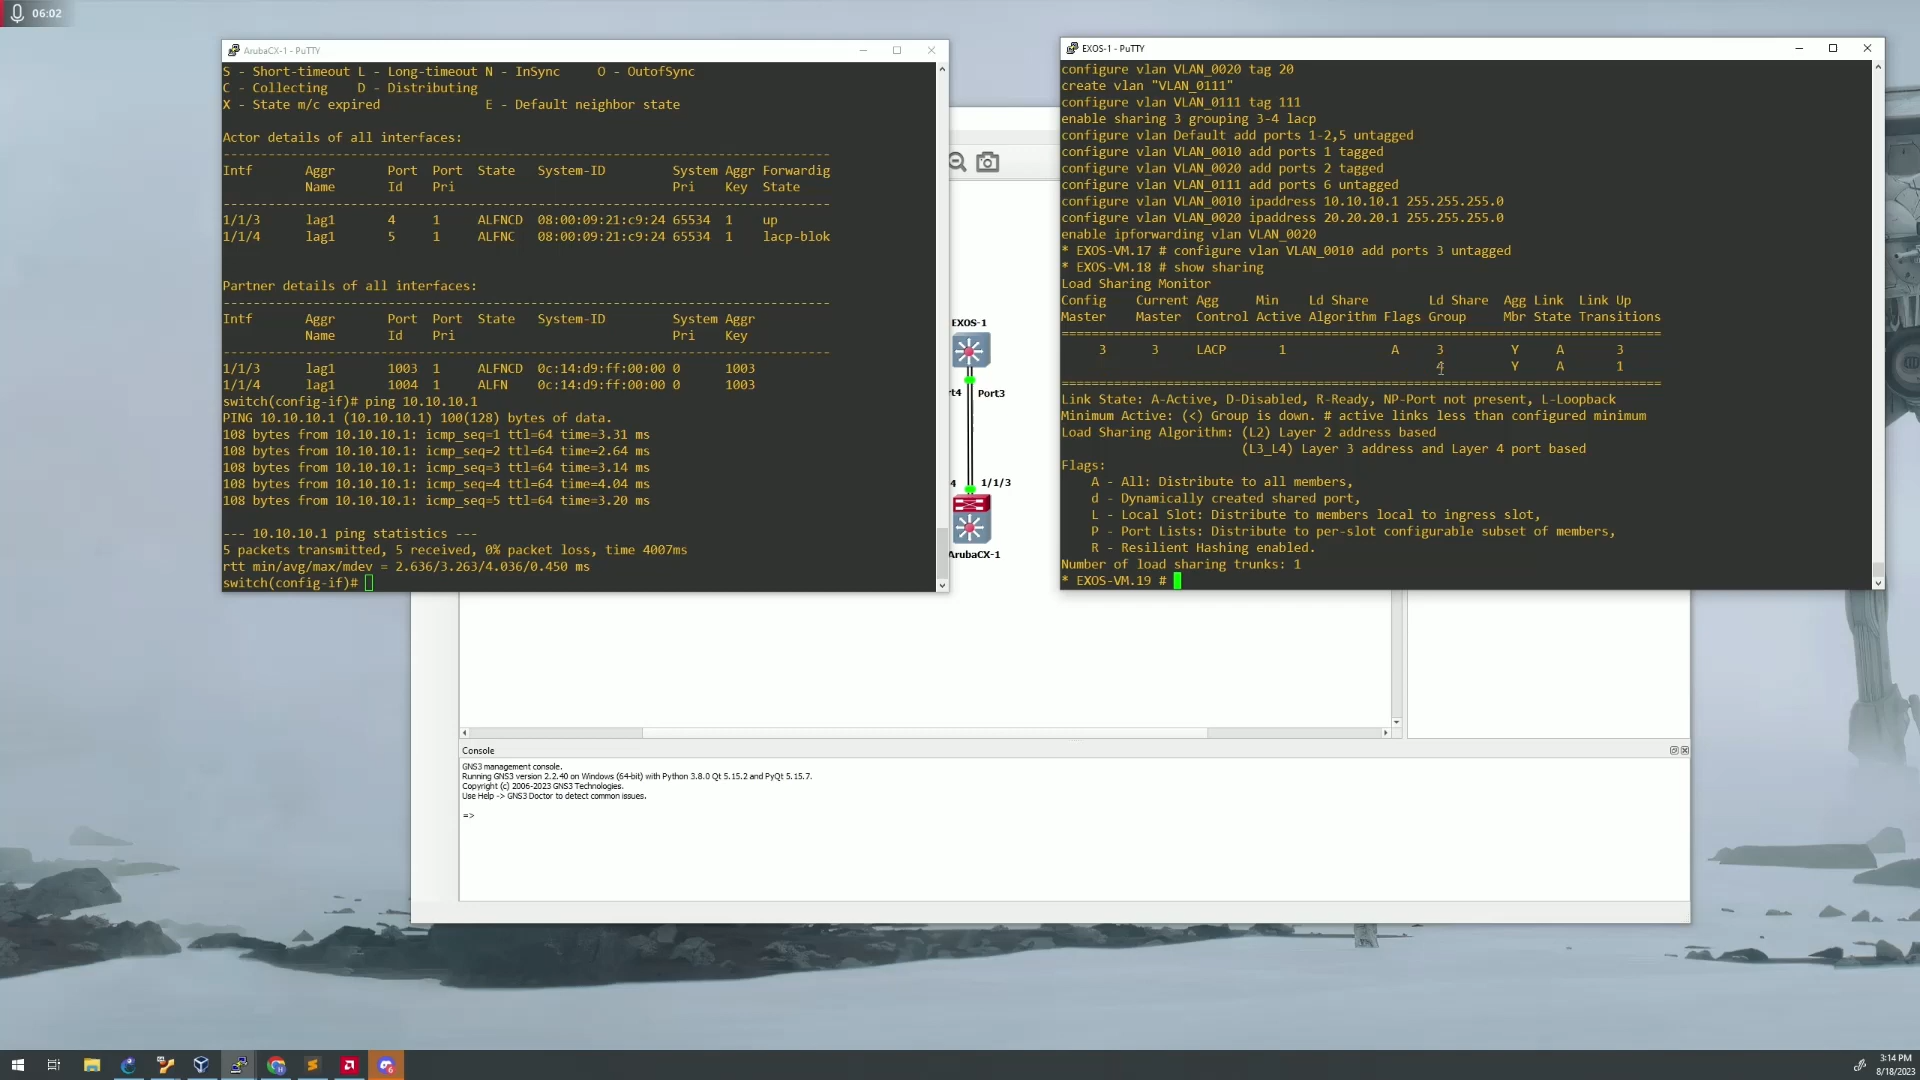 06:02
ArubaCX-1 - PuTTY
S - Short-timeout L - Long-timeout N - InSync     O - OutofSync
C - Collecting    D - Distributing
X - State m/c expired              E - Default neighbor state
Actor details of all interfaces:
----------------------------------------------------------------------------------
Intf       Aggr       Port  Port  State   System-ID         System Aggr Forwardig
           Name       Id    Pri                             Pri    Key  State
----------------------------------------------------------------------------------
1/1/3      lag1       4     1     ALFNCD  08:00:09:21:c9:24 65534  1    up
1/1/4      lag1       5     1     ALFNC   08:00:09:21:c9:24 65534  1    lacp-blok
Partner details of all interfaces:
----------------------------------------------------------------------------------
Intf       Aggr       Port  Port  State   System-ID         System Aggr
           Name       Id    Pri                             Pri    Key
----------------------------------------------------------------------------------
1/1/3      lag1       1003  1     ALFNCD  0c:14:d9:ff:00:00 0      1003
1/1/4      lag1       1004  1     ALFN    0c:14:d9:ff:00:00 0      1003
switch(config-if)# ping 10.10.10.1
PING 10.10.10.1 (10.10.10.1) 100(128) bytes of data.
108 bytes from 10.10.10.1: icmp_seq=1 ttl=64 time=3.31 ms
108 bytes from 10.10.10.1: icmp_seq=2 ttl=64 time=2.64 ms
108 bytes from 10.10.10.1: icmp_seq=3 ttl=64 time=3.14 ms
108 bytes from 10.10.10.1: icmp_seq=4 ttl=64 time=4.04 ms
108 bytes from 10.10.10.1: icmp_seq=5 ttl=64 time=3.20 ms
--- 10.10.10.1 ping statistics ---
5 packets transmitted, 5 received, 0% packet loss, time 4007ms
rtt min/avg/max/mdev = 2.636/3.263/4.036/0.450 ms
switch(config-if)#
EXOS-1
t4
Port3
4
1/1/3
ArubaCX-1
EXOS-1 - PuTTY
configure vlan VLAN_0020 tag 20
create vlan "VLAN_0111"
configure vlan VLAN_0111 tag 111
enable sharing 3 grouping 3-4 lacp
configure vlan Default add ports 1-2,5 untagged
configure vlan VLAN_0010 add ports 1 tagged
configure vlan VLAN_0020 add ports 2 tagged
configure vlan VLAN_0111 add ports 6 untagged
configure vlan VLAN_0010 ipaddress 10.10.10.1 255.255.255.0
configure vlan VLAN_0020 ipaddress 20.20.20.1 255.255.255.0
enable ipforwarding vlan VLAN_0020
* EXOS-VM.17 # configure vlan VLAN_0010 add ports 3 untagged
* EXOS-VM.18 # show sharing
Load Sharing Monitor
Config    Current Agg     Min    Ld Share       Ld Share  Agg Link  Link Up
Master    Master  Control Active Algorithm Flags Group     Mbr State Transitions
================================================================================
     3      3     LACP       1              A     3         Y     A       3
                                                  4         Y     A       1
================================================================================
Link State: A-Active, D-Disabled, R-Ready, NP-Port not present, L-Loopback
Minimum Active: (<) Group is down. # active links less than configured minimum
Load Sharing Algorithm: (L2) Layer 2 address based
                        (L3_L4) Layer 3 address and Layer 4 port based
Flags:
    A - All: Distribute to all members,
    d - Dynamically created shared port,
    L - Local Slot: Distribute to members local to ingress slot,
    P - Port Lists: Distribute to per-slot configurable subset of members,
    R - Resilient Hashing enabled.
Number of load sharing trunks: 1
* EXOS-VM.19 #
Console
GNS3 management console.
Running GNS3 version 2.2.40 on Windows (64-bit) with Python 3.8.0 Qt 5.15.2 and PyQt 5.15.7.
Copyright (c) 2006-2023 GNS3 Technologies.
Use Help -> GNS3 Doctor to detect common issues.
=>
3:14 PM
8/18/2023